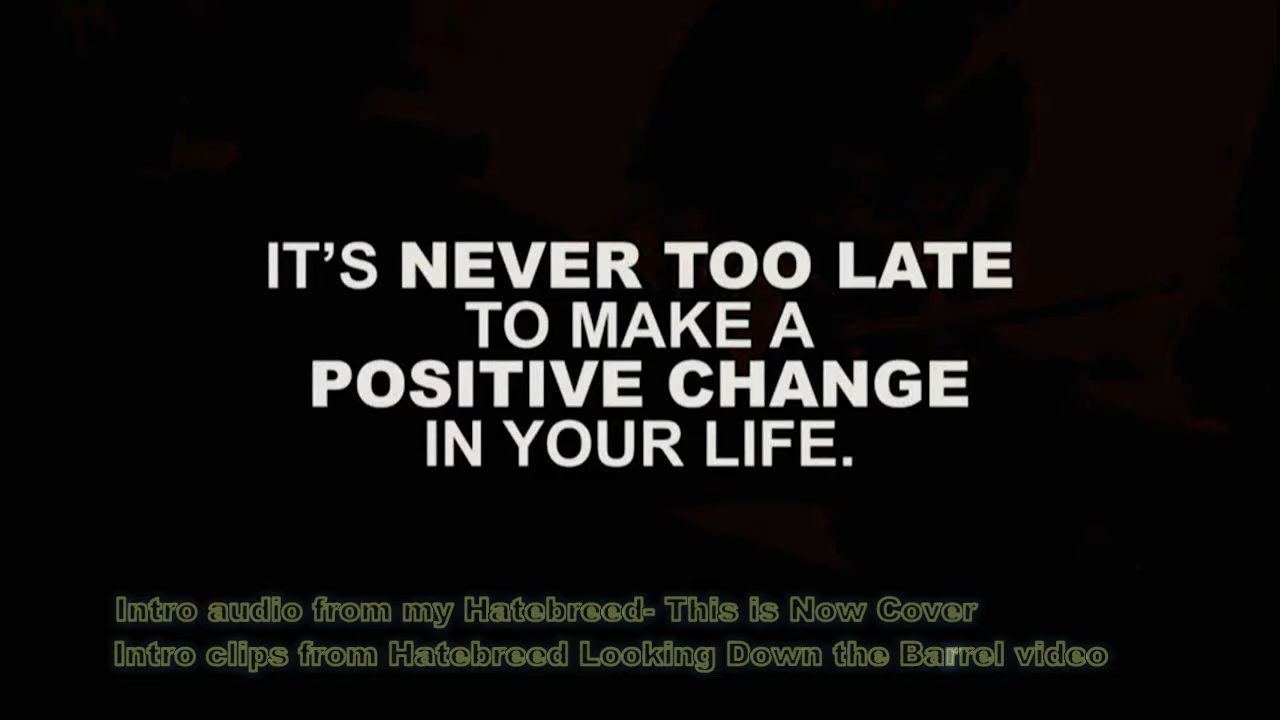 IT’S NEVER TOO LATE
TO MAKE A
POSITIVE CHANGE
IN YOUR LIFE.
Intro audio from my Hatebreed- This is Now Cover
Intro clips from Hatebreed Looking Down the Barrel video